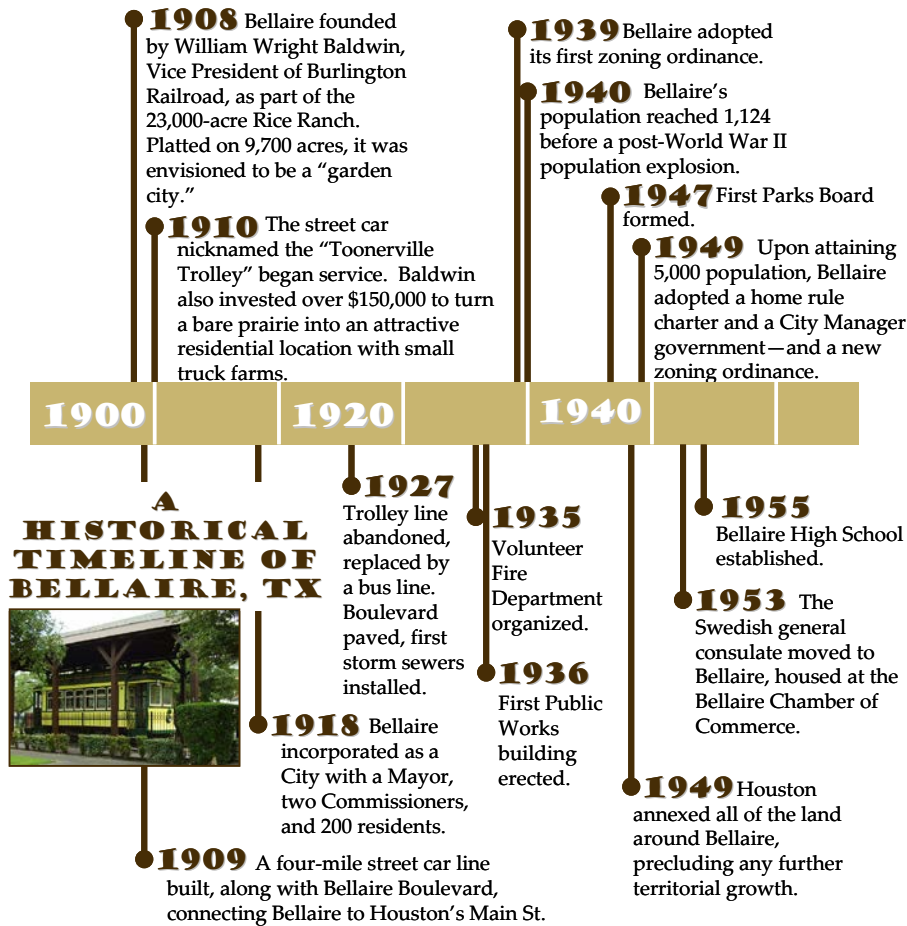 1908 Bellaire founded
by William Wright Baldwin,
Vice President of Burlington
Railroad, as part of the
23,000-acre Rice Ranch.
Platted on 9,700 acres, it was
envisioned to be a “garden
city.”
1910 The street car
nicknamed the “Toonerville
Trolley” began service. Baldwin
also invested over $150,000 to turn
a bare prairie into an attractive
residential location with small
truck farms.
1939 Bellaire adopted
its first zoning ordinance.
1940 Bellaire’s
population reached 1,124
before a post-World War II
population explosion.
1947 First Parks Board
formed.
1949 Upon attaining
5,000 population, Bellaire
adopted a home rule
charter and a City Manager
government—and a new
zoning ordinance.
1900 1920 1940
A
HISTORICAL
TIMELINE OF
BELLAIRE, TX
1927
Trolley line
abandoned,
replaced by
a bus line.
Boulevard
paved, first
storm sewers
installed.
1918 Bellaire
incorporated as a
City with a Mayor,
two Commissioners,
and 200 residents.
1909 A four-mile street car line
built, along with Bellaire Boulevard,
connecting Bellaire to Houston’s Main St.
1935
Volunteer
Fire
Department
organized.
1936
First Public
Works
building
erected.
1955
Bellaire High School
established.
1953 The
Swedish general
consulate moved to
Bellaire, housed at the
Bellaire Chamber of
Commerce.
1949 Houston
annexed all of the land
around Bellaire,
precluding any further
territorial growth.